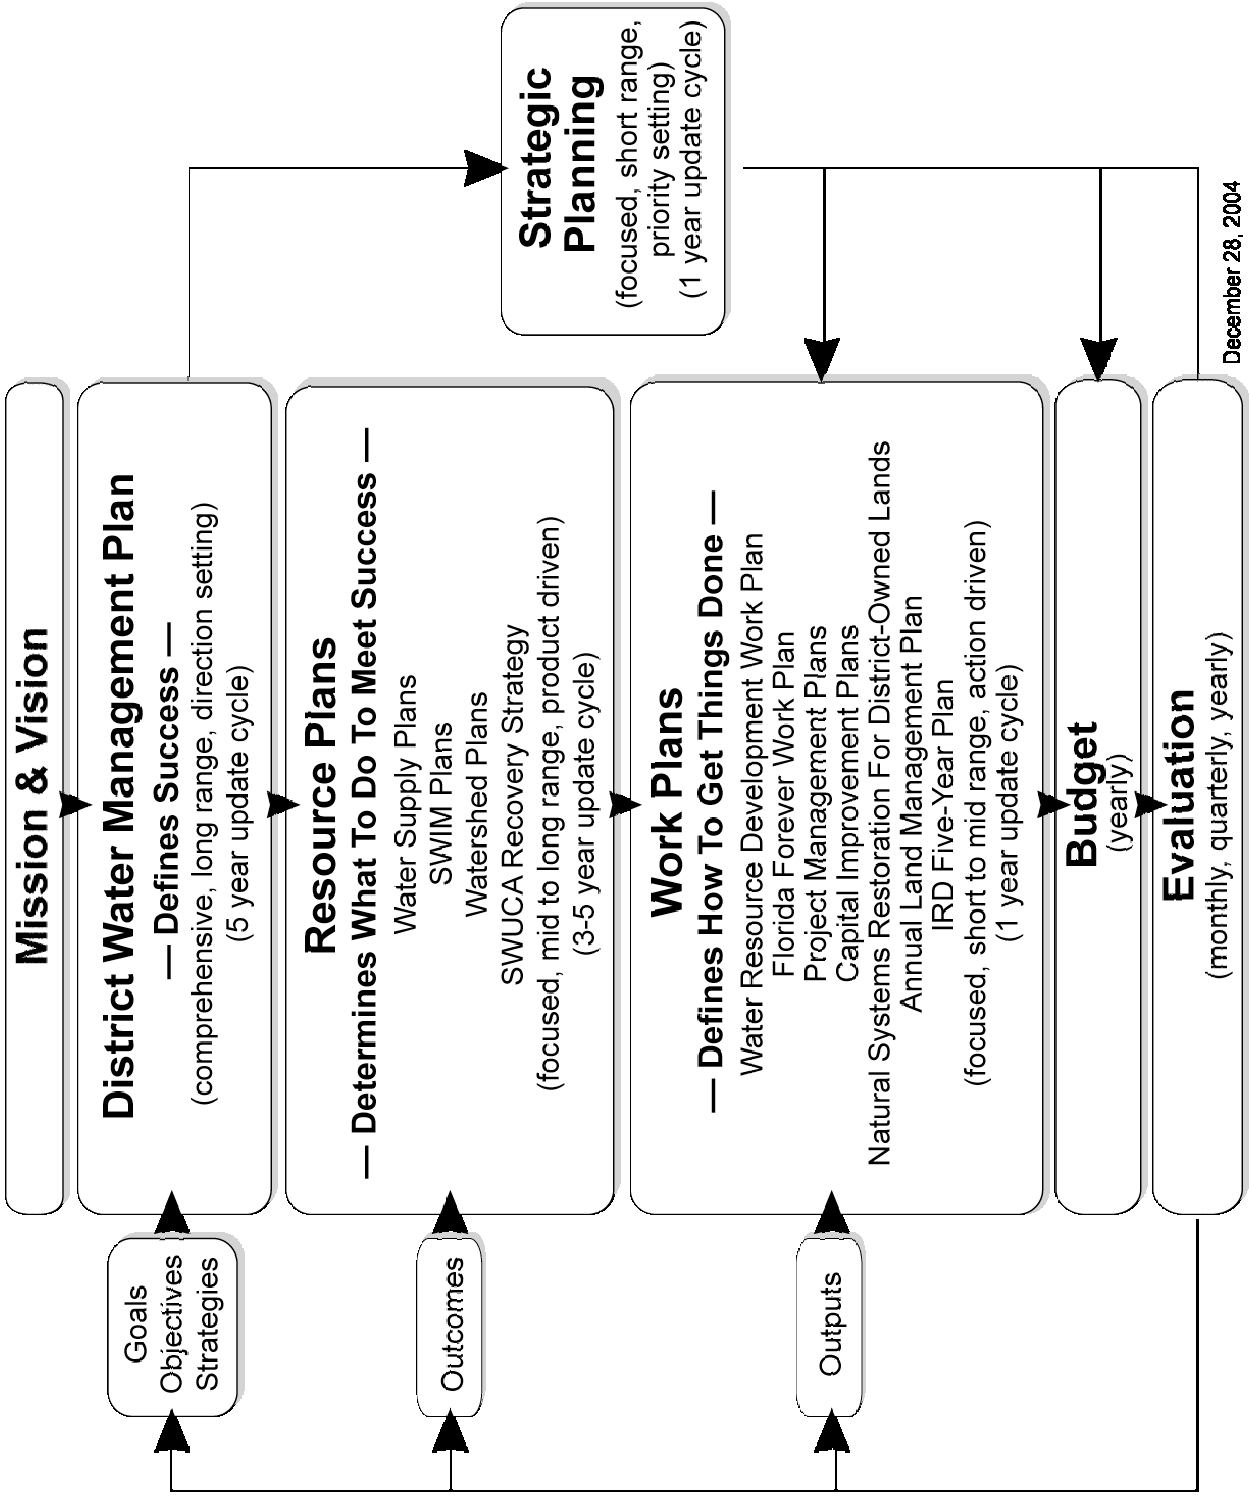 Mission & Vision
District Water Management Plan
— Defines Success —
(comprehensive, long range, direction setting)
(5 year update cycle)
Resource Plans
— Determines What To Do To Meet Success —
Water Supply Plans
SWIM Plans
Watershed Plans
SWUCA Recovery Strategy
(focused, mid to long range, product driven)
(3-5 year update cycle)
Work Plans
— Defines How To Get Things Done —
Water Resource Development Work Plan
Florida Forever Work Plan
Project Management Plans
Capital Improvement Plans
Natural Systems Restoration For District-Owned Lands
Annual Land Management Plan
IRD Five-Year Plan
(focused, short to mid range, action driven)
(1 year update cycle)
Budget
(yearly)
Evaluation
(monthly, quarterly, yearly)
Goals
Objectives
Strategies
Outcomes
Outputs
Strategic
Planning
(focused, short range,
priority setting)
(1 year update cycle)
December 28, 2004